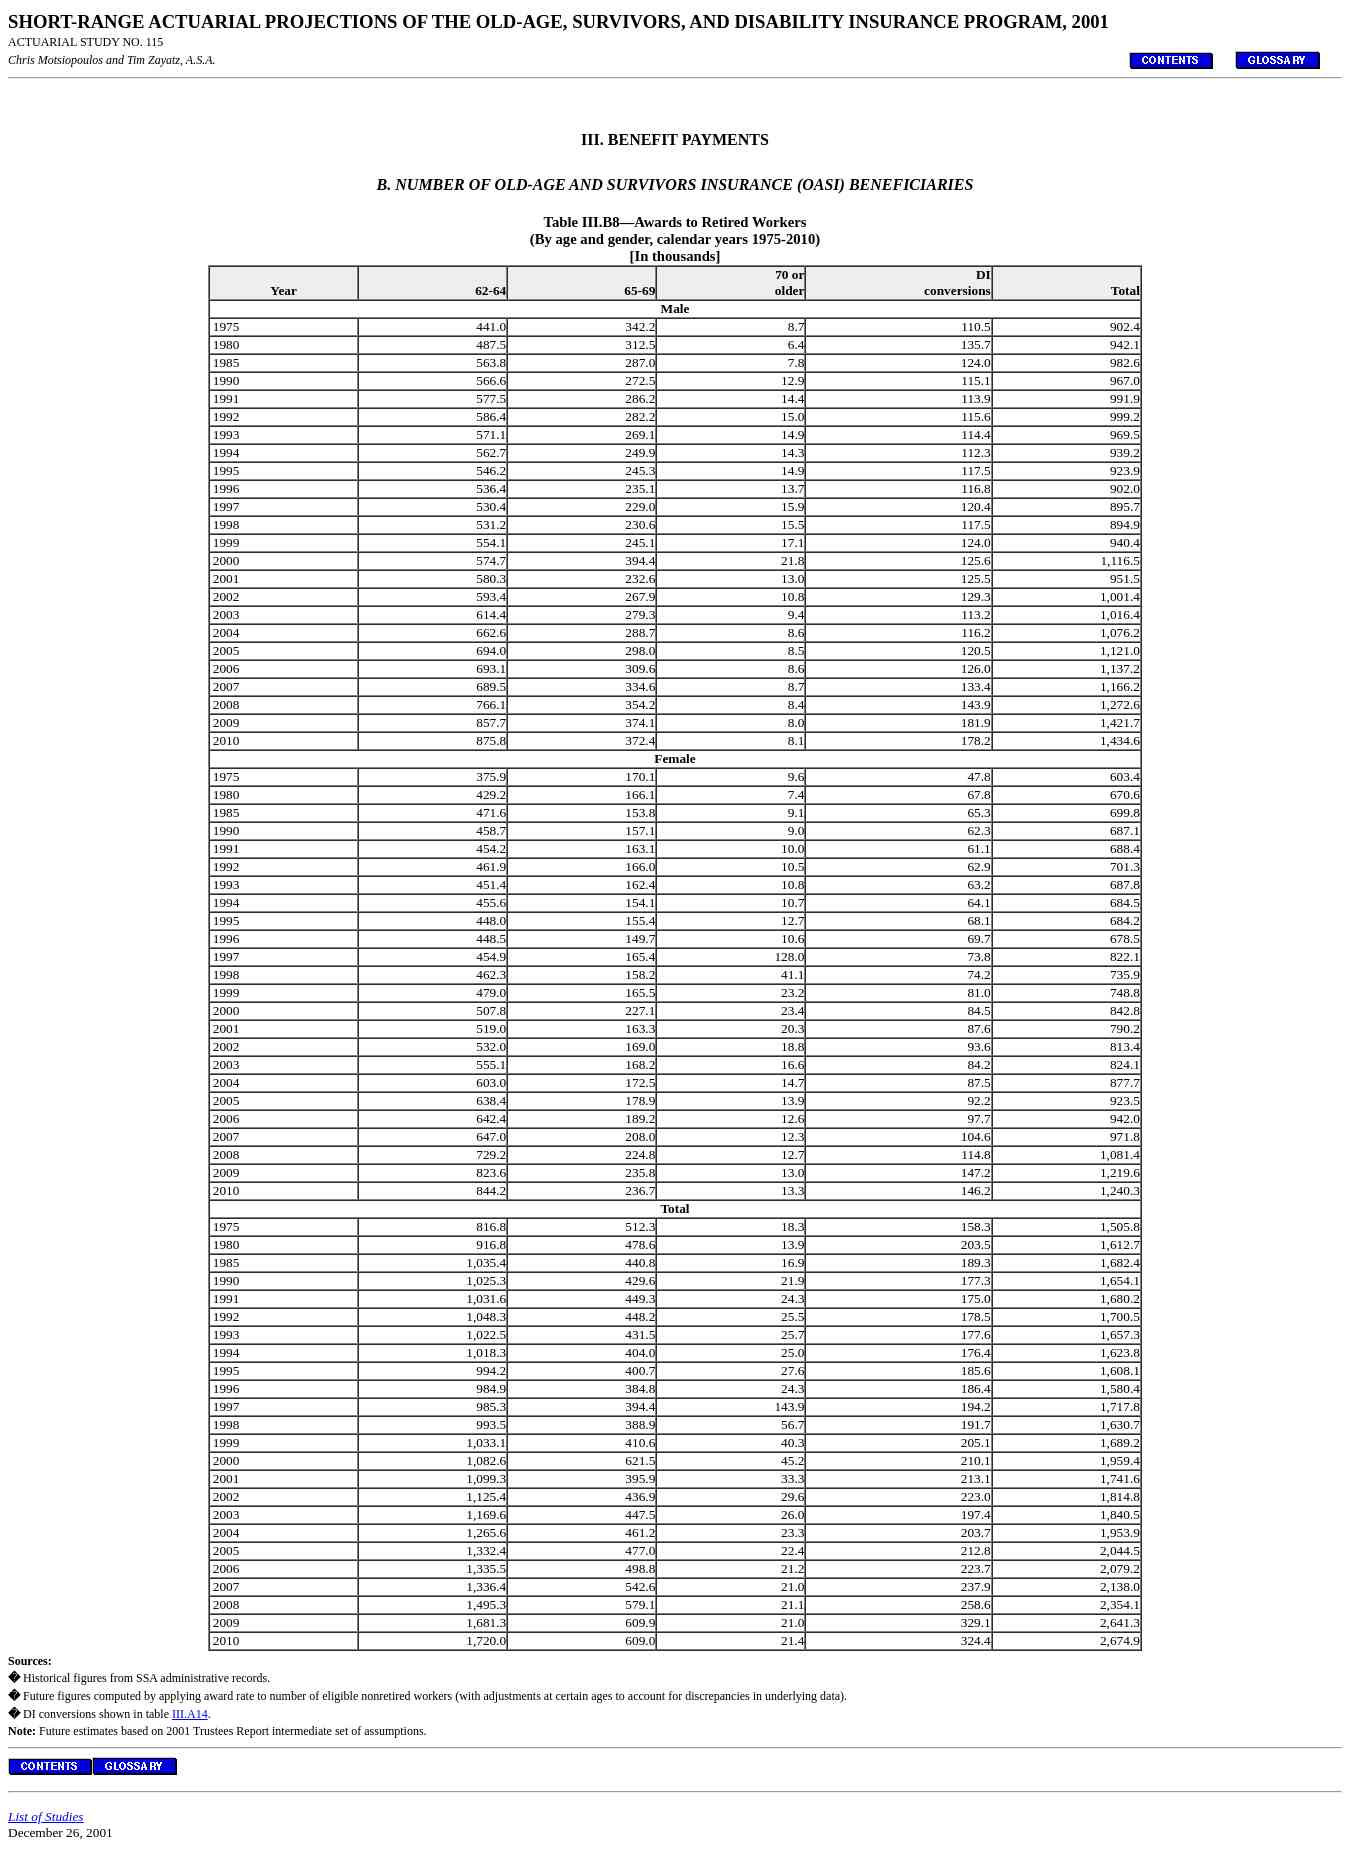 SHORT-RANGE ACTUARIAL PROJECTIONS OF THE OLD-AGE, SURVIVORS, AND DISABILITY INSURANCE PROGRAM, 2001
ACTUARIAL STUDY NO. 115
Chris Motsiopoulos and Tim Zayatz, A.S.A. CONTENTS GLOSSARY
III. BENEFIT PAYMENTS
B. NUMBER OF OLD-AGE AND SURVIVORS INSURANCE (OASI) BENEFICIARIES
Table III.B8—Awards to Retired Workers
(By age and gender, calendar years 1975-2010)
[In thousands]
70 or DI
Year 62-64 65-69 older conversions Total
Male
1975 441.0 342.2 8.7 110.5 902.4
1980 487.5 312.5 6.4 135.7 942.1
1985 563.8 287.0 7.8 124.0 982.6
1990 566.6 272.5 12.9 115.1 967.0
1991 577.5 286.2 14.4 113.9 991.9
1992 586.4 282.2 15.0 115.6 999.2
1993 571.1 269.1 14.9 114.4 969.5
1994 562.7 249.9 14.3 112.3 939.2
1995 546.2 245.3 14.9 117.5 923.9
1996 536.4 235.1 13.7 116.8 902.0
1997 530.4 229.0 15.9 120.4 895.7
1998 531.2 230.6 15.5 117.5 894.9
1999 554.1 245.1 17.1 124.0 940.4
2000 574.7 394.4 21.8 125.6 1,116.5
2001 580.3 232.6 13.0 125.5 951.5
2002 593.4 267.9 10.8 129.3 1,001.4
2003 614.4 279.3 9.4 113.2 1,016.4
2004 662.6 288.7 8.6 116.2 1,076.2
2005 694.0 298.0 8.5 120.5 1,121.0
2006 693.1 309.6 8.6 126.0 1,137.2
2007 689.5 334.6 8.7 133.4 1,166.2
2008 766.1 354.2 8.4 143.9 1,272.6
2009 857.7 374.1 8.0 181.9 1,421.7
2010 875.8 372.4 8.1 178.2 1,434.6
Female
1975 375.9 170.1 9.6 47.8 603.4
1980 429.2 166.1 7.4 67.8 670.6
1985 471.6 153.8 9.1 65.3 699.8
1990 458.7 157.1 9.0 62.3 687.1
1991 454.2 163.1 10.0 61.1 688.4
1992 461.9 166.0 10.5 62.9 701.3
1993 451.4 162.4 10.8 63.2 687.8
1994 455.6 154.1 10.7 64.1 684.5
1995 448.0 155.4 12.7 68.1 684.2
1996 448.5 149.7 10.6 69.7 678.5
1997 454.9 165.4 128.0 73.8 822.1
1998 462.3 158.2 41.1 74.2 735.9
1999 479.0 165.5 23.2 81.0 748.8
2000 507.8 227.1 23.4 84.5 842.8
2001 519.0 163.3 20.3 87.6 790.2
2002 532.0 169.0 18.8 93.6 813.4
2003 555.1 168.2 16.6 84.2 824.1
2004 603.0 172.5 14.7 87.5 877.7
2005 638.4 178.9 13.9 92.2 923.5
2006 642.4 189.2 12.6 97.7 942.0
2007 647.0 208.0 12.3 104.6 971.8
2008 729.2 224.8 12.7 114.8 1,081.4
2009 823.6 235.8 13.0 147.2 1,219.6
2010 844.2 236.7 13.3 146.2 1,240.3
Total
1975 816.8 512.3 18.3 158.3 1,505.8
1980 916.8 478.6 13.9 203.5 1,612.7
1985 1,035.4 440.8 16.9 189.3 1,682.4
1990 1,025.3 429.6 21.9 177.3 1,654.1
1991 1,031.6 449.3 24.3 175.0 1,680.2
1992 1,048.3 448.2 25.5 178.5 1,700.5
1993 1,022.5 431.5 25.7 177.6 1,657.3
1994 1,018.3 404.0 25.0 176.4 1,623.8
1995 994.2 400.7 27.6 185.6 1,608.1
1996 984.9 384.8 24.3 186.4 1,580.4
1997 985.3 394.4 143.9 194.2 1,717.8
1998 993.5 388.9 56.7 191.7 1,630.7
1999 1,033.1 410.6 40.3 205.1 1,689.2
2000 1,082.6 621.5 45.2 210.1 1,959.4
2001 1,099.3 395.9 33.3 213.1 1,741.6
2002 1,125.4 436.9 29.6 223.0 1,814.8
2003 1,169.6 447.5 26.0 197.4 1,840.5
2004 1,265.6 461.2 23.3 203.7 1,953.9
2005 1,332.4 477.0 22.4 212.8 2,044.5
2006 1,335.5 498.8 21.2 223.7 2,079.2
2007 1,336.4 542.6 21.0 237.9 2,138.0
2008 1,495.3 579.1 21.1 258.6 2,354.1
2009 1,681.3 609.9 21.0 329.1 2,641.3
2010 1,720.0 609.0 21.4 324.4 2,674.9
Sources:
� Historical figures from SSA administrative records.
� Future figures computed by applying award rate to number of eligible nonretired workers (with adjustments at certain ages to account for discrepancies in underlying data).
� DI conversions shown in table III.A14.
Note: Future estimates based on 2001 Trustees Report intermediate set of assumptions.
CONTENTS GLOSSARY
List of Studies
December 26, 2001